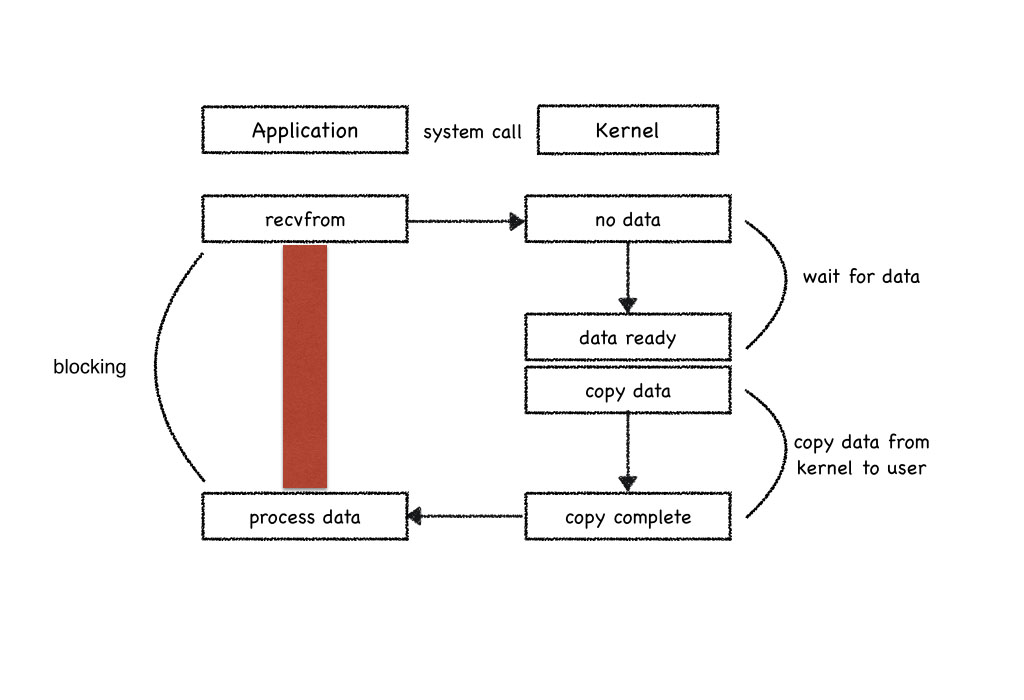 Application
system call
Kernel
recvfrom
no data
wait for data
data ready
blocking
copy data
copy data from
kernel to user
process data
copy complete